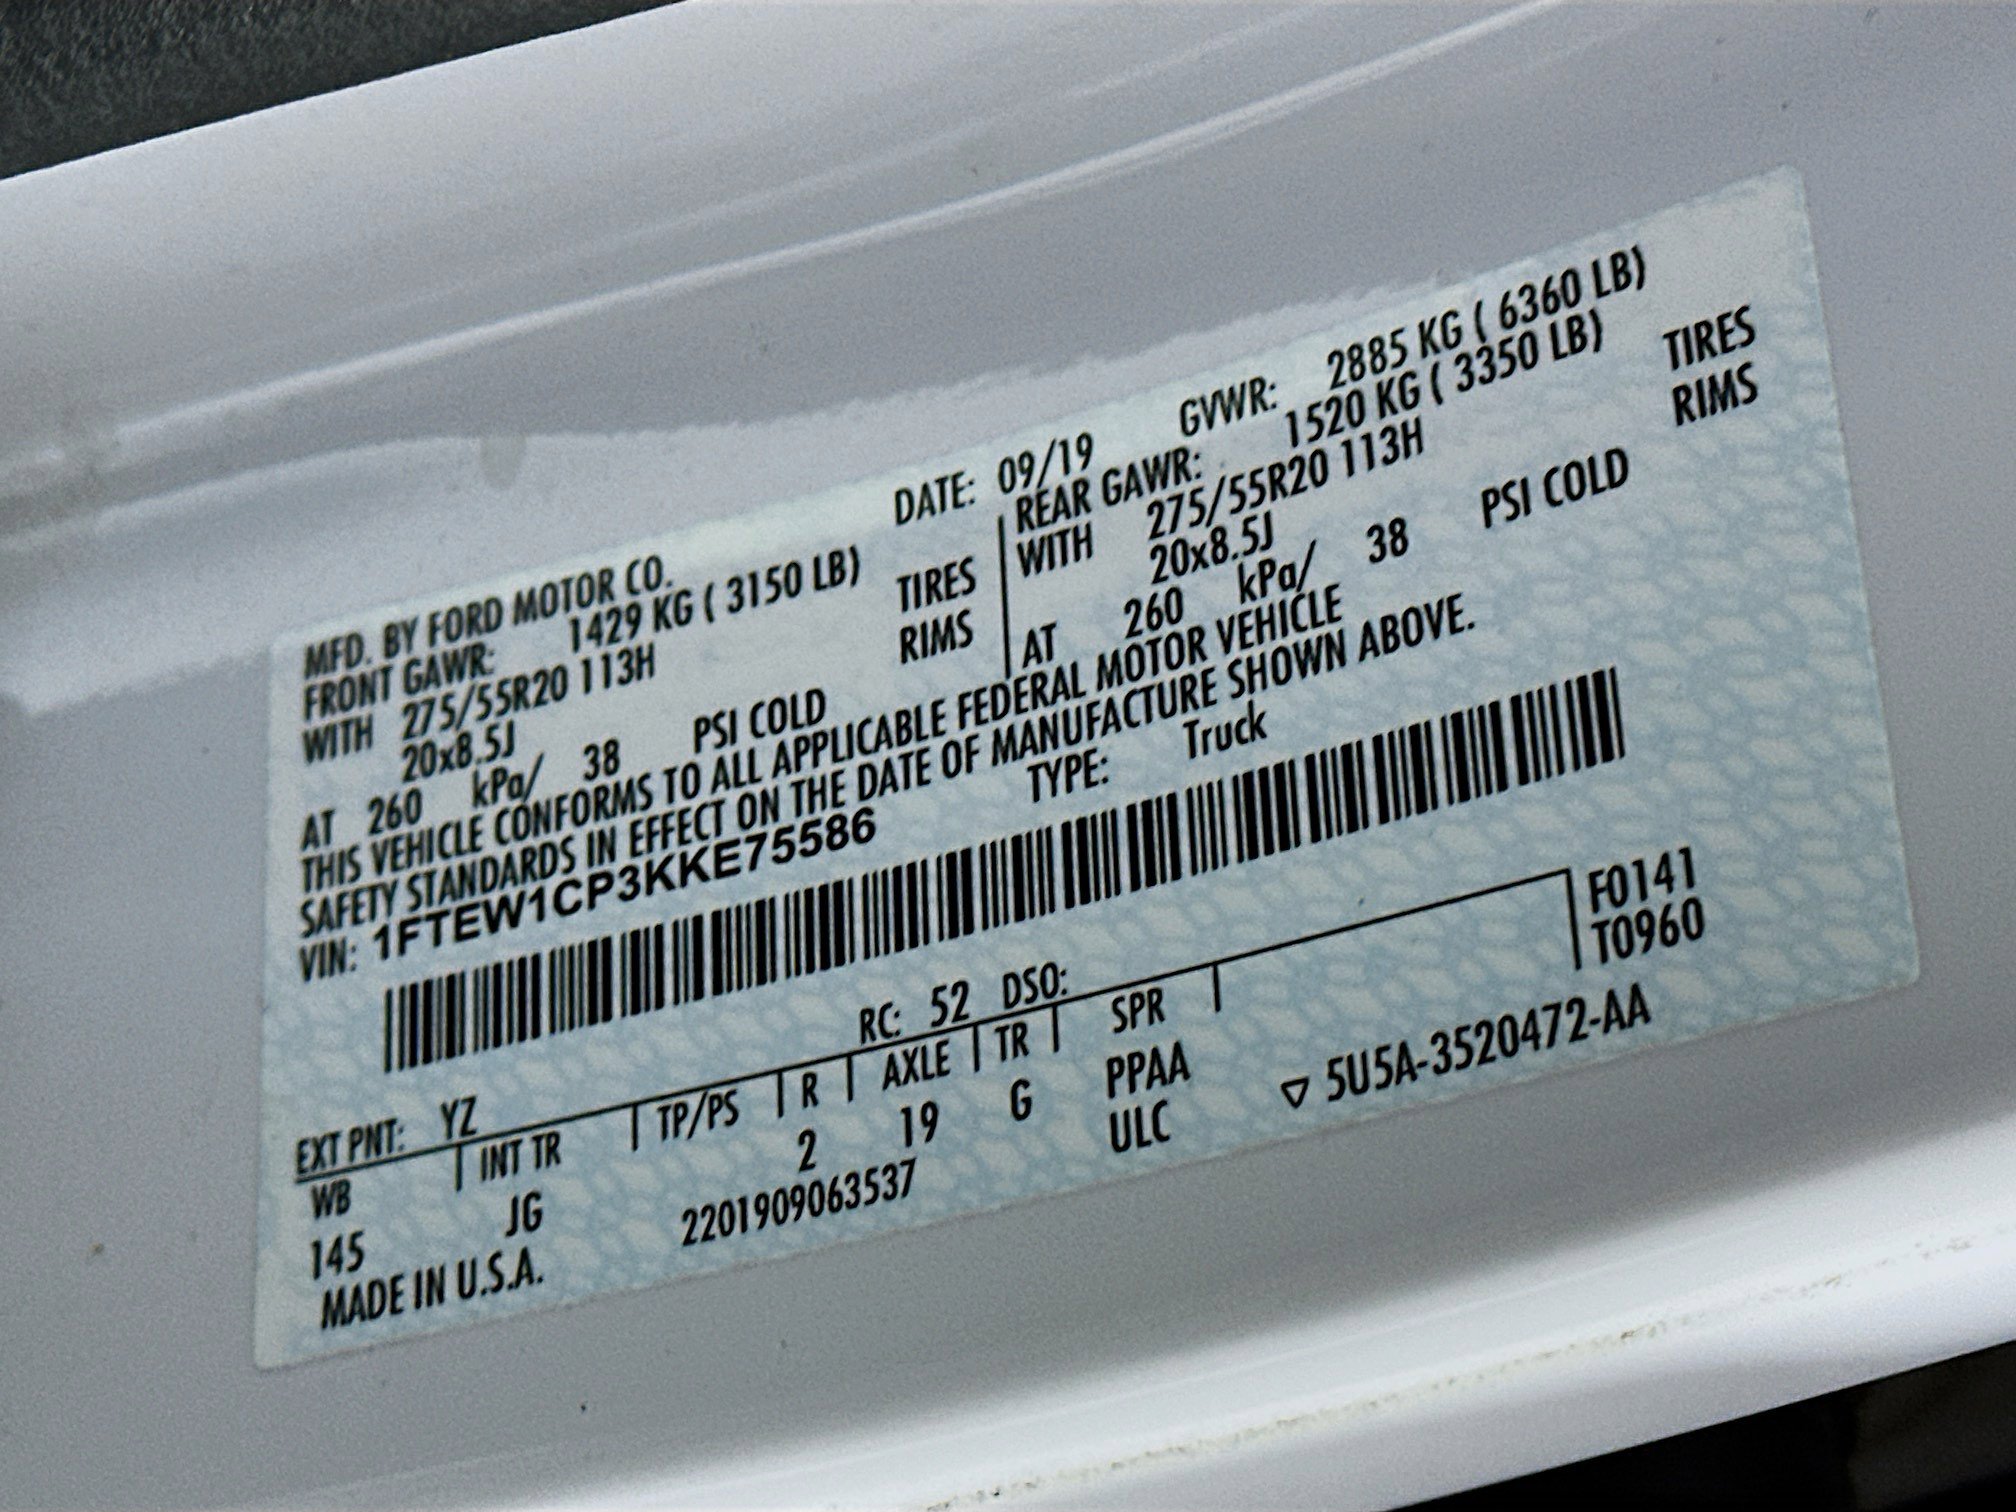 MFD. BY FORD MOTOR CO. DATE: 09/19 GVWR: 2885 KG ( 6360 LB)
FRONT GAWR: 1429 KG ( 3150 LB) REAR GAWR: 1520 KG ( 3350 LB)
WITH 275/55R20 113H TIRES WITH 275/55R20 113H TIRES
20x8.5J RIMS 20x8.5J RIMS
AT 260 kPa/ 38 PSI COLD AT 260 kPa/ 38 PSI COLD
THIS VEHICLE CONFORMS TO ALL APPLICABLE FEDERAL MOTOR VEHICLE
SAFETY STANDARDS IN EFFECT ON THE DATE OF MANUFACTURE SHOWN ABOVE.
VIN: 1FTEW1CP3KKE75586 TYPE: Truck
F0141
T0960
EXT PNT: YZ RC: 52 DSO:
WB INT TR TP/PS R AXLE TR SPR
145 JG 2 19 G PPAA
MADE IN U.S.A. 2201909063537 ULC
▽ 5U5A-3520472-AA